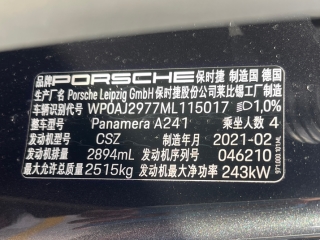 品牌 PORSCHE 保时捷 制造国 德国
生产厂名 Porsche Leipzig GmbH 保时捷股份公司莱比锡工厂制造
车辆识别代号 WP0AJ2977ML115017 1,0%
整车型号 Panamera A241 乘坐人数 4
发动机型号 CSZ 制造年月 2021-02
发动机排量 2894mL 发动机序列号 046210
最大允许总质量 2515kg 发动机最大净功率 243kW